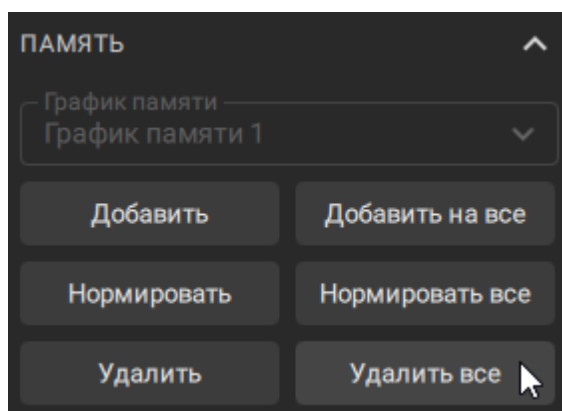 ПАМЯТЬ
График памяти
График памяти 1
Добавить
Добавить на все
Нормировать
Нормировать все
Удалить
Удалить все